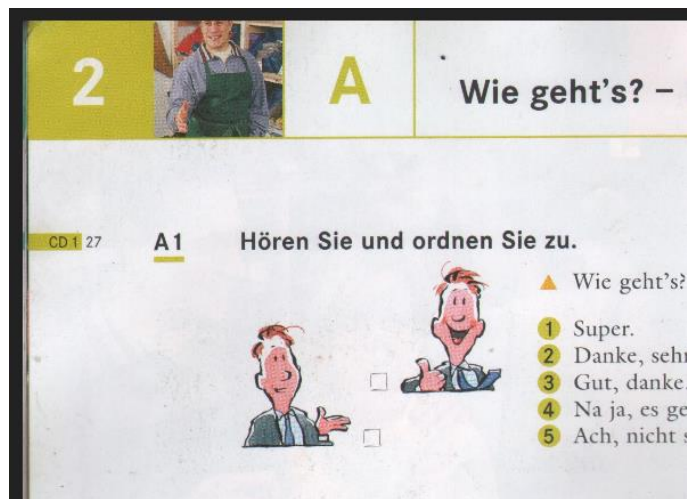 2 A Wie geht's? –
CD 1 27 A1 Hören Sie und ordnen Sie zu.
Wie geht's?
1 Super.
2 Danke, sehr
3 Gut, danke.
4 Na ja, es ge
5 Ach, nicht s